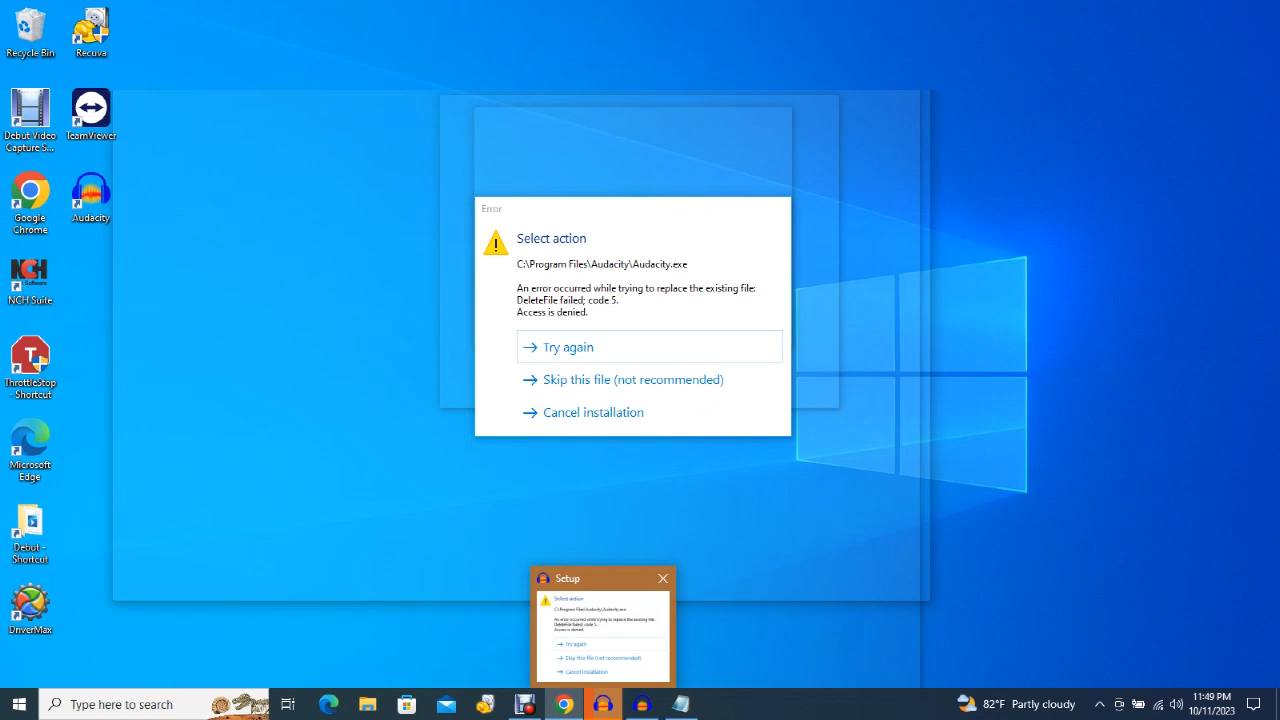 Recycle Bin
Recuva
Debut Video
Capture S...
TeamViewer
Google
Chrome
Audacity
NCH
Software
NCH Suite
T
ThrottleStop
- Shortcut
Microsoft
Edge
Debut -
Shortcut
DriverMax
Error
Select action
C:\Program Files\Audacity\Audacity.exe
An error occurred while trying to replace the existing file:
DeleteFile failed; code 5.
Access is denied.
Try again
Skip this file (not recommended)
Cancel installation
Setup
Select action
C:\Program Files\Audacity\Audacity.exe
An error occurred while trying to replace the existing file:
DeleteFile failed; code 5.
Access is denied.
Try again
Skip this file (not recommended)
Cancel installation
Type here to search
82°F Partly cloudy
11:49 PM
10/11/2023